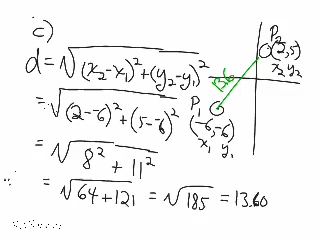 c)
d = √(x₂-x₁)²+(y₂-y₁)²
= √(2--6)²+(5--6)²
= √8²+11²
= √64+121 = √185 = 13.60
P₂
(2,5)
x₂ y₂
13.6
P₁
(-6,-6)
x₁ y₁